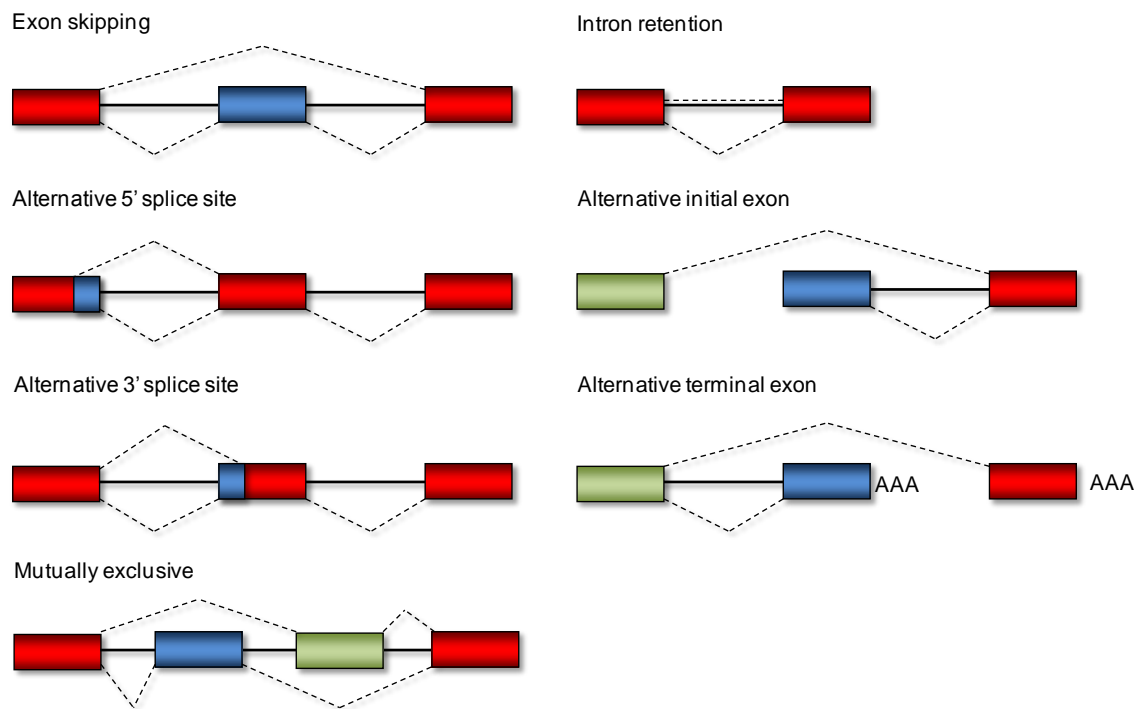 Exon skipping
Intron retention
Alternative 5’ splice site
Alternative initial exon
Alternative 3’ splice site
Alternative terminal exon
AAA
AAA
Mutually exclusive